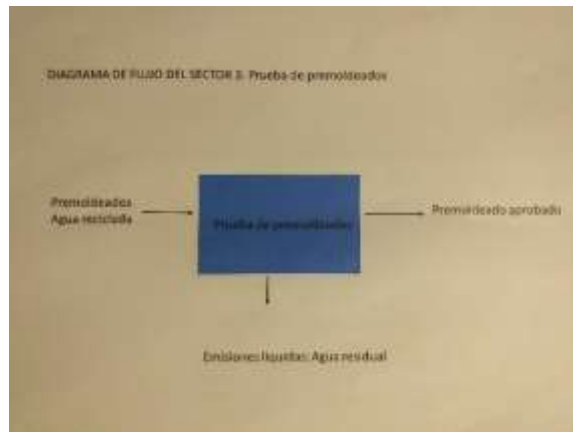 DIAGRAMA DE FLUJO DEL SECTOR 3: Prueba de premoldeados
Premoldeados
Agua reciclada
Prueba de premoldeados
Premoldeado aprobado
Emisiones líquidas: Agua residual